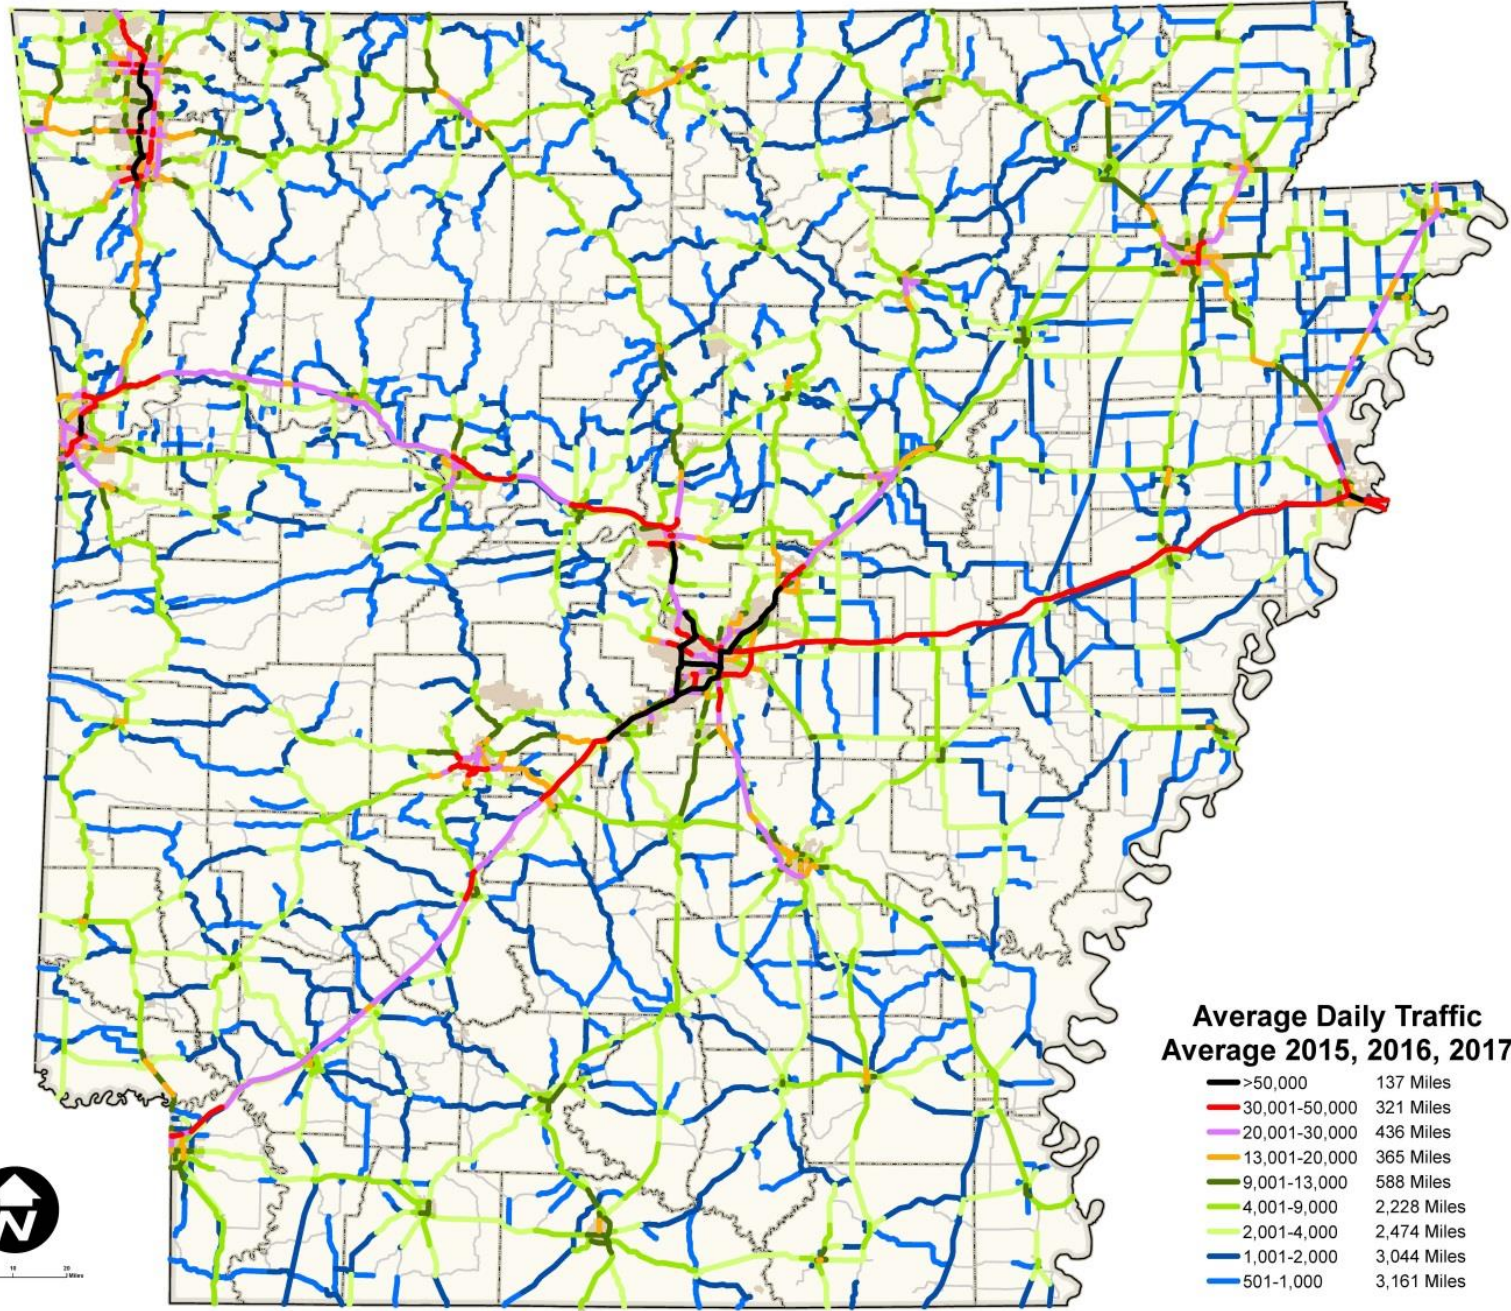 Average Daily Traffic
Average 2015, 2016, 2017
>50,000 137 Miles
30,001-50,000 321 Miles
20,001-30,000 436 Miles
13,001-20,000 365 Miles
9,001-13,000 588 Miles
4,001-9,000 2,228 Miles
2,001-4,000 2,474 Miles
1,001-2,000 3,044 Miles
501-1,000 3,161 Miles
N
10 20
Miles